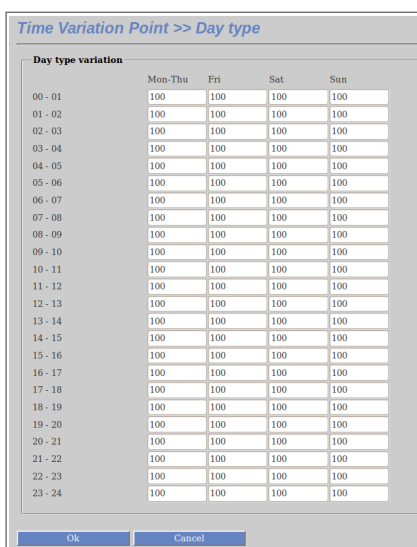 Time Variation Point >> Day type
Day type variation
Mon-Thu Fri Sat Sun
00 - 01 100 100 100 100
01 - 02 100 100 100 100
02 - 03 100 100 100 100
03 - 04 100 100 100 100
04 - 05 100 100 100 100
05 - 06 100 100 100 100
06 - 07 100 100 100 100
07 - 08 100 100 100 100
08 - 09 100 100 100 100
09 - 10 100 100 100 100
10 - 11 100 100 100 100
11 - 12 100 100 100 100
12 - 13 100 100 100 100
13 - 14 100 100 100 100
14 - 15 100 100 100 100
15 - 16 100 100 100 100
16 - 17 100 100 100 100
17 - 18 100 100 100 100
18 - 19 100 100 100 100
19 - 20 100 100 100 100
20 - 21 100 100 100 100
21 - 22 100 100 100 100
22 - 23 100 100 100 100
23 - 24 100 100 100 100
Ok Cancel